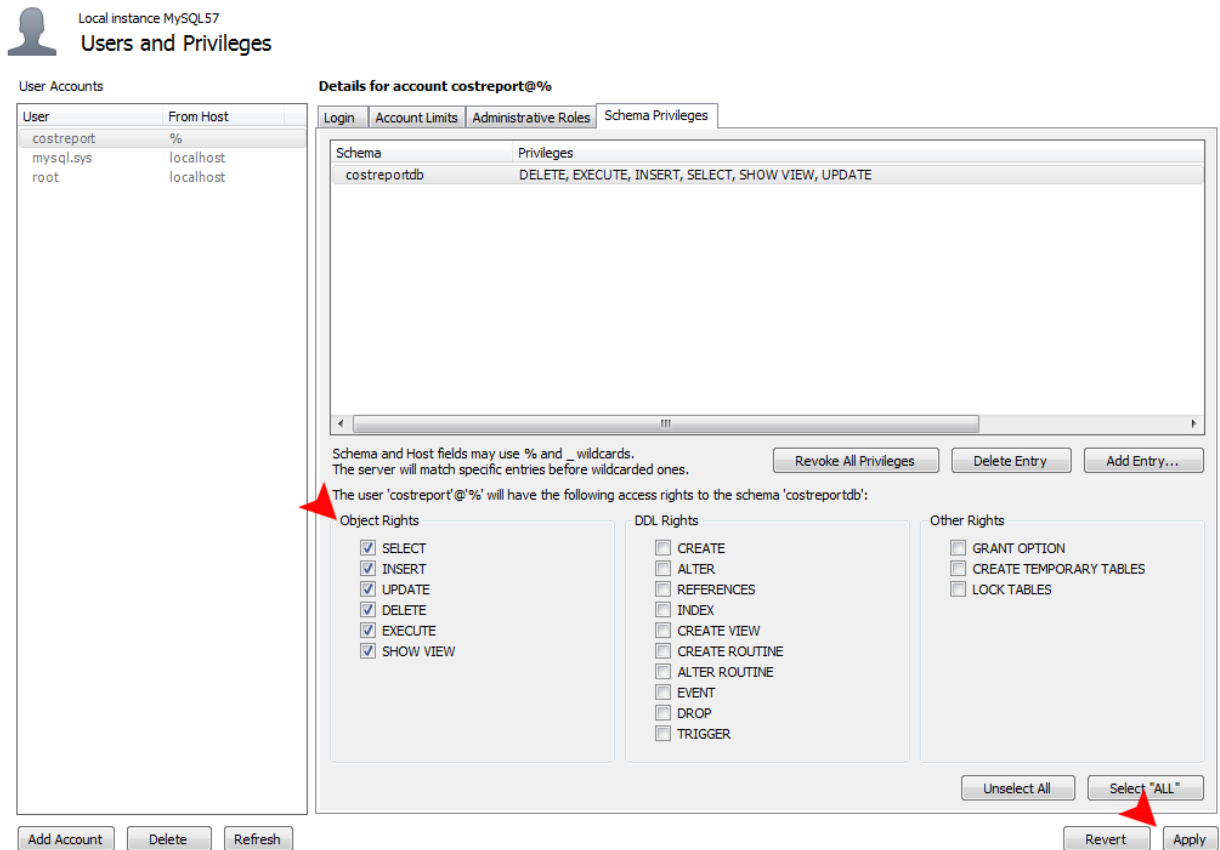 Local instance MySQL57
Users and Privileges
User Accounts
User From Host
costreport %
mysql.sys localhost
root localhost
Add Account Delete Refresh
Details for account costreport@%
Login Account Limits Administrative Roles Schema Privileges
Schema Privileges
costreportdb DELETE, EXECUTE, INSERT, SELECT, SHOW VIEW, UPDATE
Schema and Host fields may use % and _ wildcards.
The server will match specific entries before wildcarded ones.
Revoke All Privileges Delete Entry Add Entry...
The user 'costreport'@'%' will have the following access rights to the schema 'costreportdb':
Object Rights
SELECT
INSERT
UPDATE
DELETE
EXECUTE
SHOW VIEW
DDL Rights
CREATE
ALTER
REFERENCES
INDEX
CREATE VIEW
CREATE ROUTINE
ALTER ROUTINE
EVENT
DROP
TRIGGER
Other Rights
GRANT OPTION
CREATE TEMPORARY TABLES
LOCK TABLES
Unselect All Select "ALL"
Revert Apply